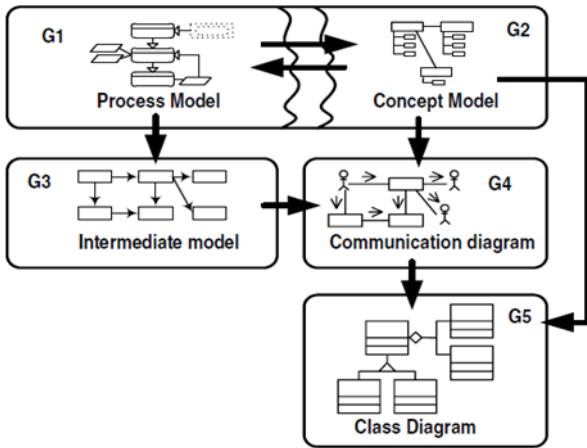 G1
G2
Process Model
Concept Model
G3
G4
Intermediate model
Communication diagram
G5
Class Diagram